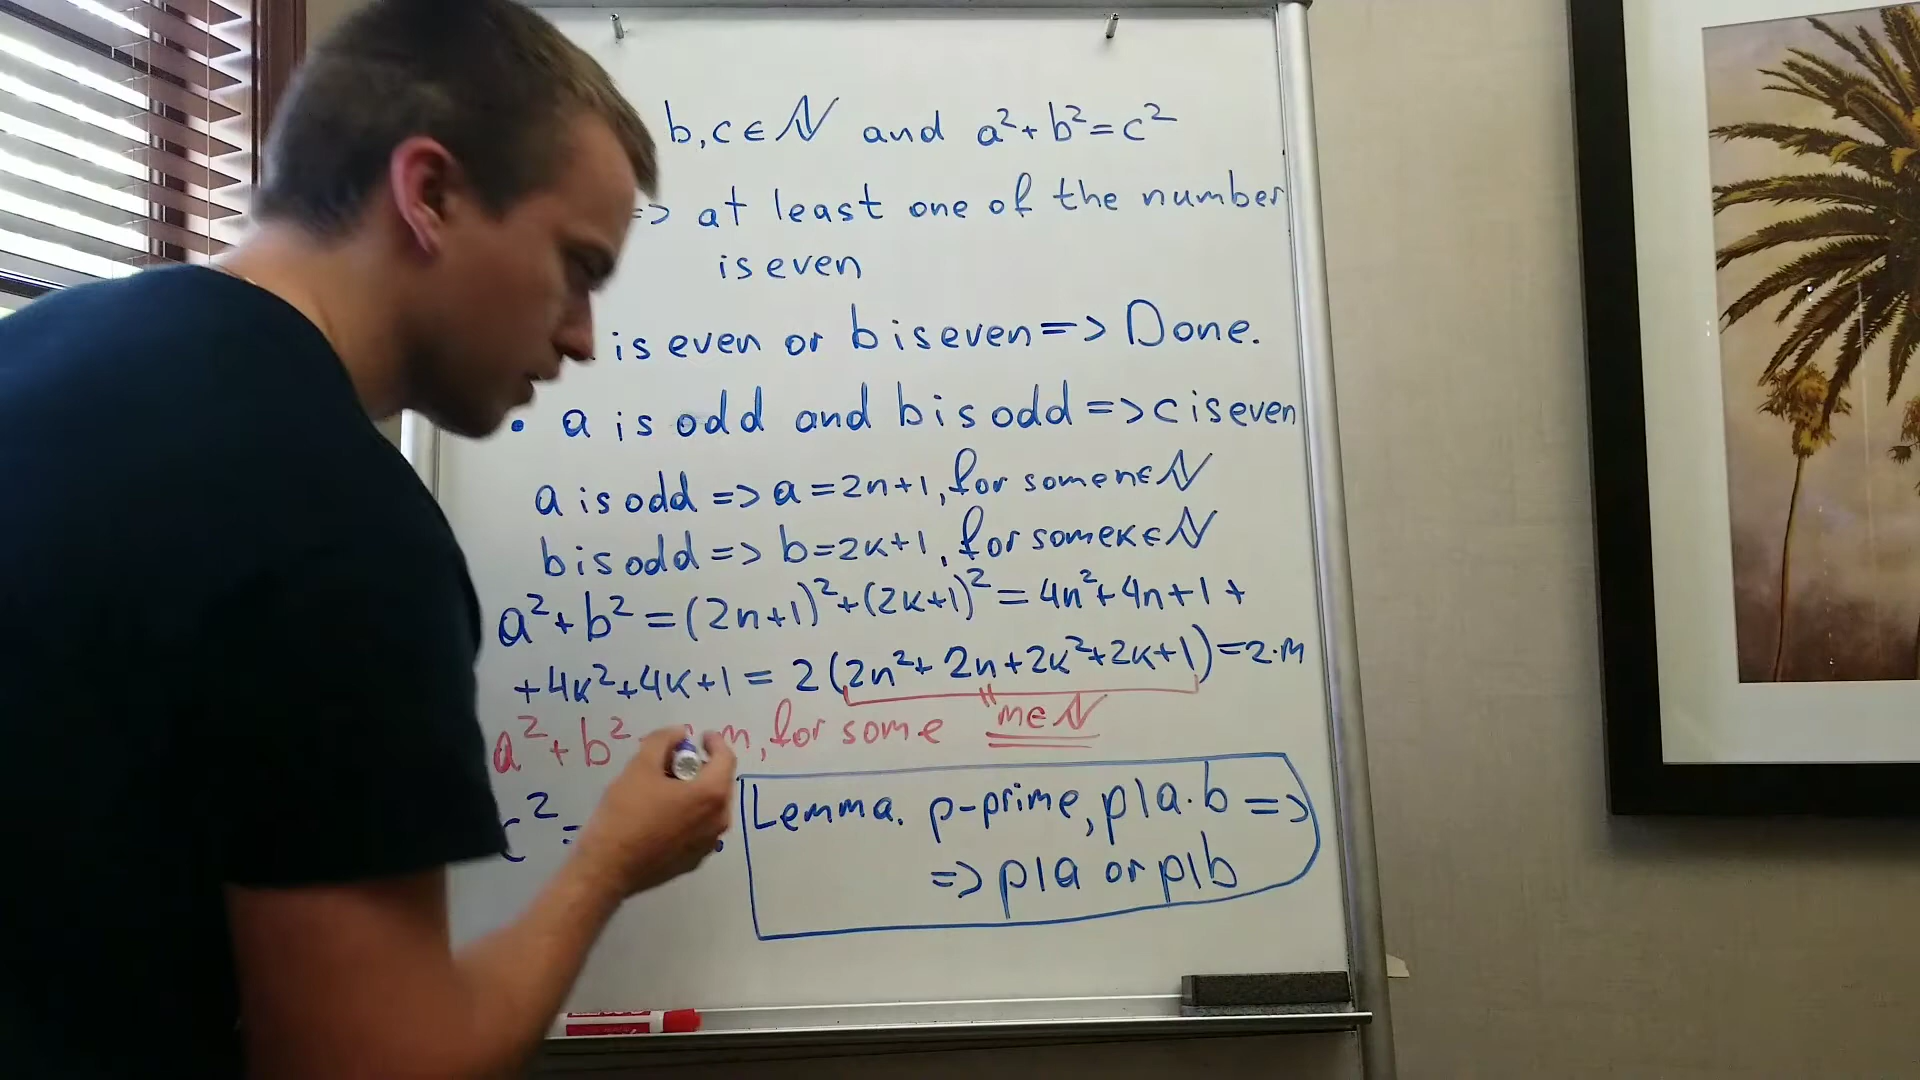 b, c ∈ ℕ and a²+b²=c²
=> at least one of the number
is even
is even or b is even => Done.
• a is odd and b is odd => c is even
a is odd => a=2n+1, for some n∈ℕ
b is odd => b=2k+1, for some k∈ℕ
a²+b²=(2n+1)²+(2k+1)²=4n²+4n+1+
+4k²+4k+1=2(2n²+2n+2k²+2k+1)=2·m
a²+b² m, for some m∈ℕ
c²=
Lemma. p-prime, p|a·b =>
=> p|a or p|b